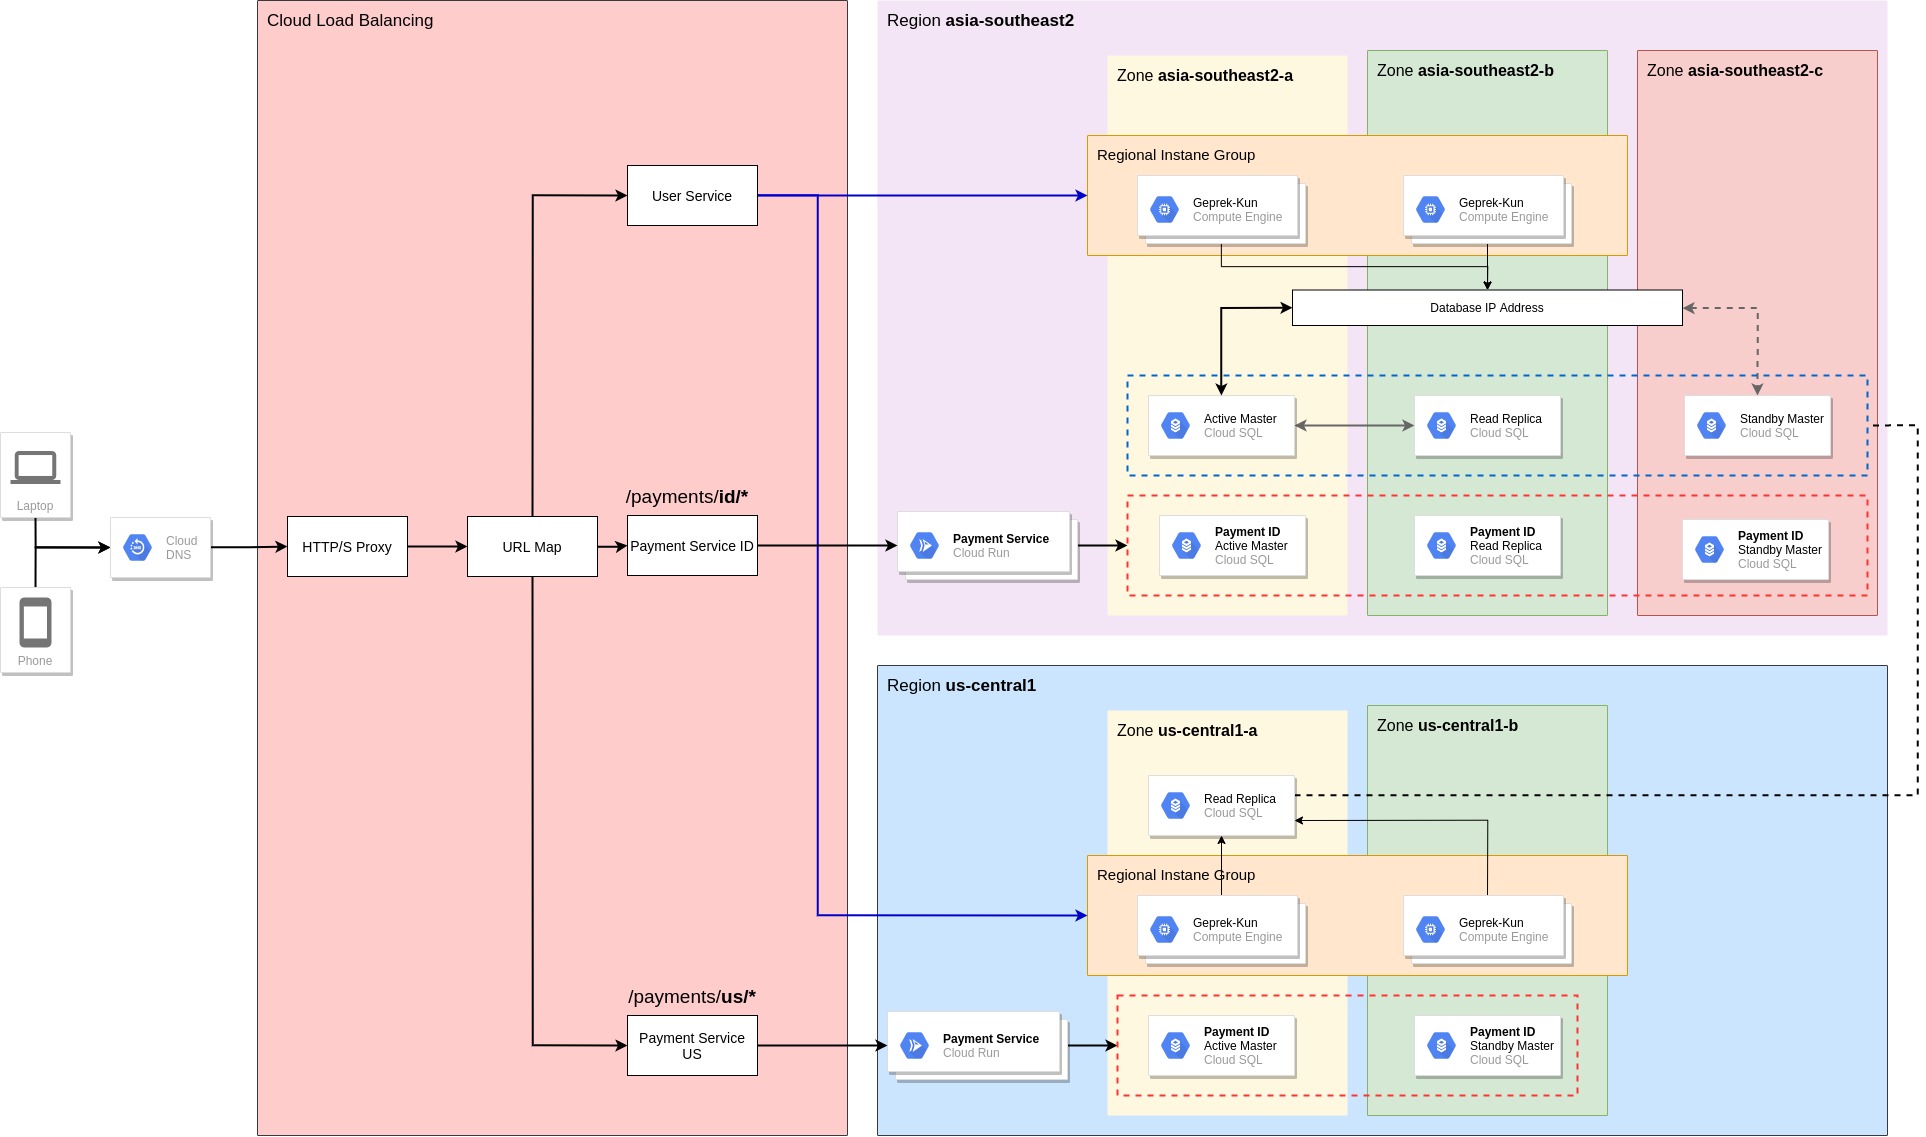 Cloud Load Balancing
Region asia-southeast2
Zone asia-southeast2-a
Zone asia-southeast2-b
Zone asia-southeast2-c
Regional Instane Group
User Service
Geprek-Kun
Compute Engine
Geprek-Kun
Compute Engine
Database IP Address
Active Master
Cloud SQL
Read Replica
Cloud SQL
Standby Master
Cloud SQL
Laptop
Cloud
DNS
Phone
HTTP/S Proxy
URL Map
/payments/id/*
Payment Service ID
Payment Service
Cloud Run
Payment ID
Active Master
Cloud SQL
Payment ID
Read Replica
Cloud SQL
Payment ID
Standby Master
Cloud SQL
Region us-central1
Zone us-central1-a
Zone us-central1-b
Read Replica
Cloud SQL
Regional Instane Group
Geprek-Kun
Compute Engine
Geprek-Kun
Compute Engine
/payments/us/*
Payment Service
US
Payment Service
Cloud Run
Payment ID
Active Master
Cloud SQL
Payment ID
Standby Master
Cloud SQL